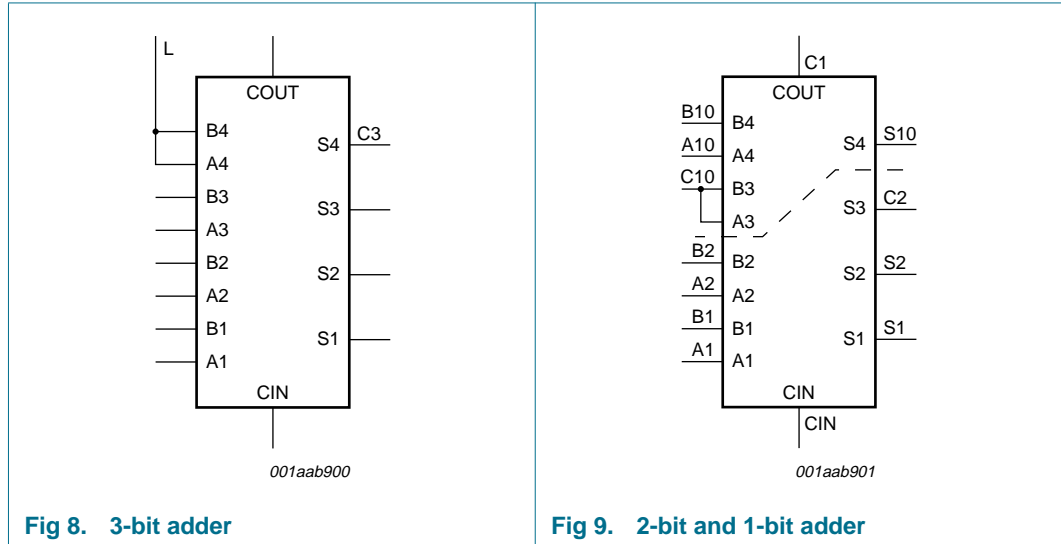 L
COUT
B4
A4
B3
A3
B2
A2
B1
A1
S4
S3
S2
S1
C3
CIN
001aab900
Fig 8. 3-bit adder
C1
COUT
B10
A10
C10
B2
A2
B1
A1
B4
A4
B3
A3
B2
A2
B1
A1
S4
S3
S2
S1
S10
C2
S2
S1
CIN
CIN
001aab901
Fig 9. 2-bit and 1-bit adder